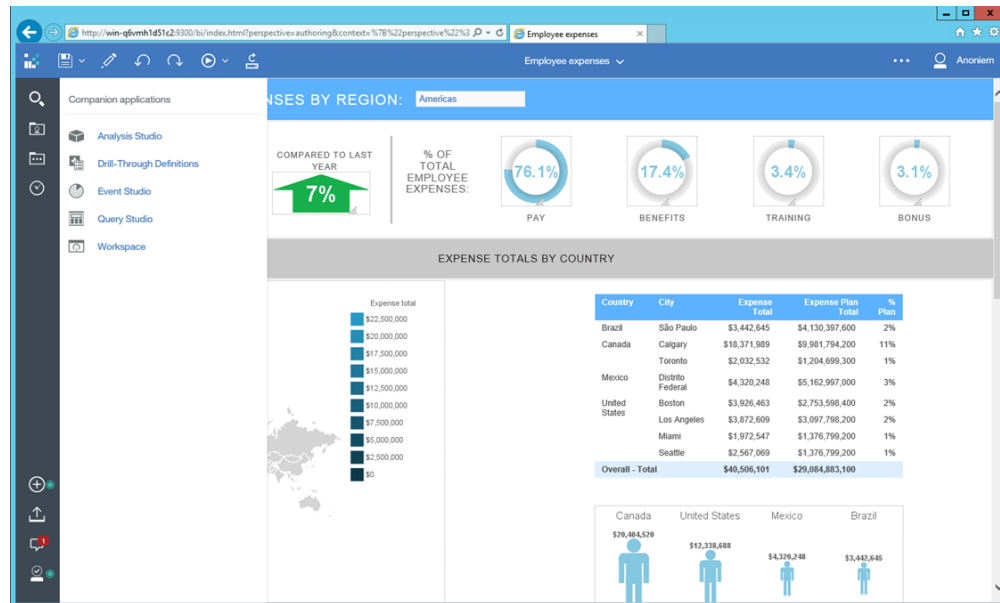 http://win-q6vmh1d51c2:9300/bi/index.html?perspective=authoring&context=%7B%22perspective%22%3
Employee expenses
Employee expenses
Anoniem
Companion applications
Analysis Studio
Drill-Through Definitions
Event Studio
Query Studio
Workspace
NSES BY REGION:
Americas
COMPARED TO LAST
YEAR
7%
% OF
TOTAL
EMPLOYEE
EXPENSES:
76.1%
17.4%
3.4%
3.1%
PAY
BENEFITS
TRAINING
BONUS
EXPENSE TOTALS BY COUNTRY
Expense total
$22,500,000
$20,000,000
$17,500,000
$15,000,000
$12,500,000
$10,000,000
$7,500,000
$5,000,000
$2,500,000
$0
Country City Expense Total Expense Plan Total % Plan
Brazil São Paulo $3,442,645 $4,130,397,600 2%
Canada Calgary $18,371,989 $9,981,794,200 11%
Toronto $2,032,532 $1,204,699,300 1%
Mexico Distrito Federal $4,320,248 $5,162,997,000 3%
United States Boston $3,926,463 $2,753,598,400 2%
Los Angeles $3,872,609 $3,097,798,200 2%
Miami $1,972,547 $1,376,799,200 1%
Seattle $2,567,069 $1,376,799,200 1%
Overall - Total $40,506,101 $29,084,883,100
Canada United States Mexico Brazil
$20,404,520
$12,338,688
$4,320,248
$3,442,645
1